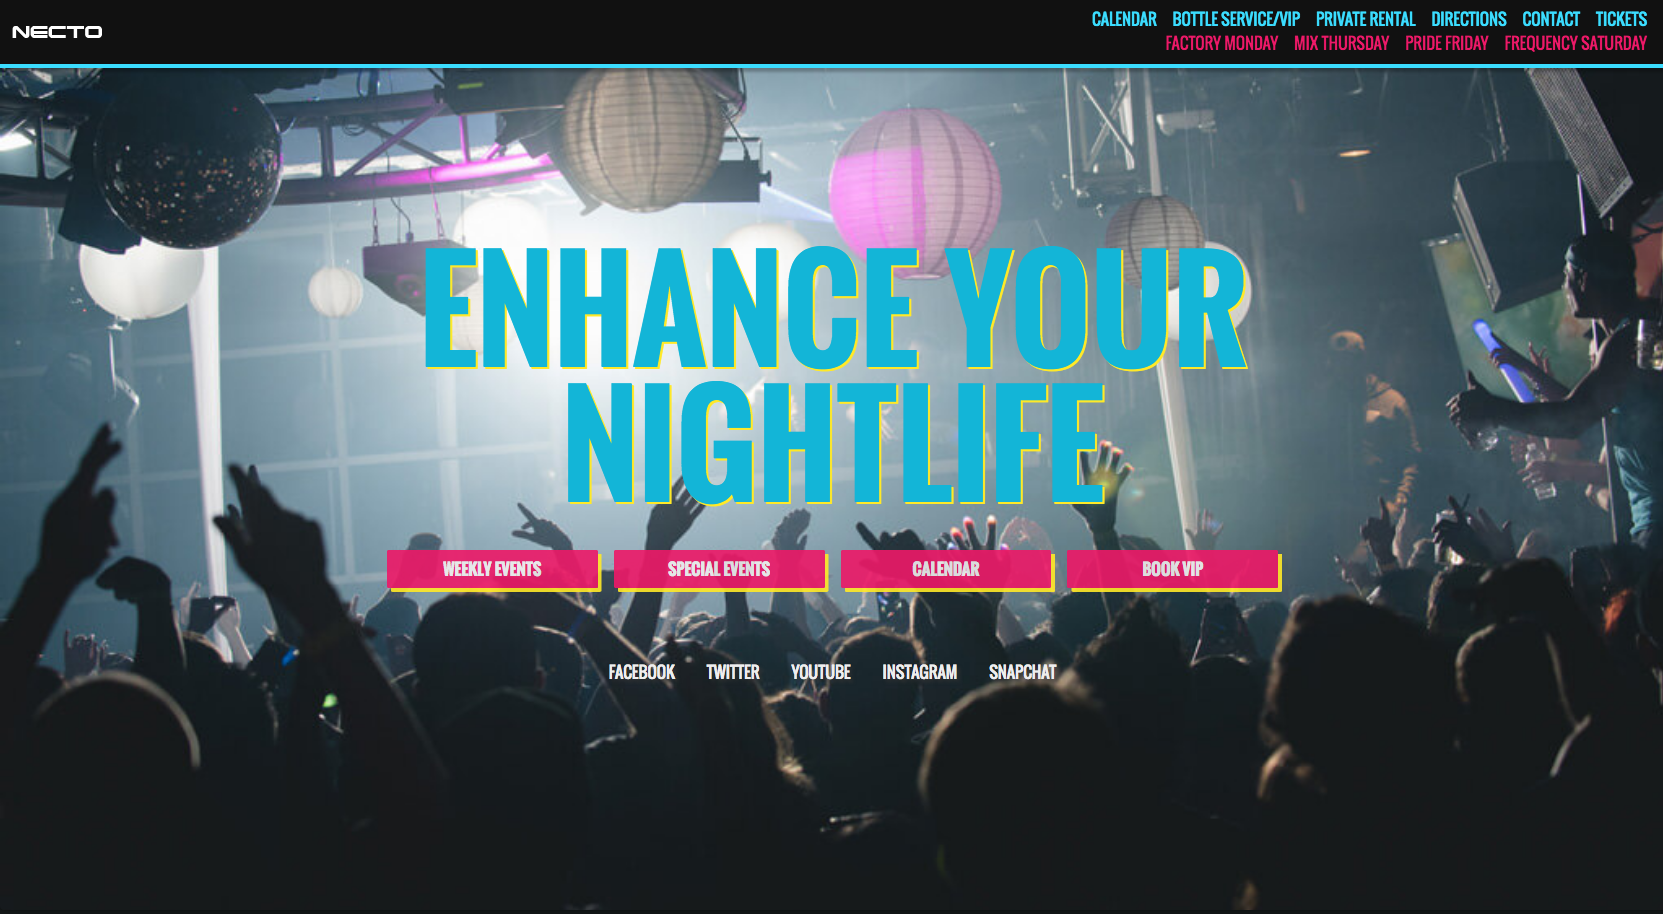 NECTO
CALENDAR BOTTLE SERVICE/VIP PRIVATE RENTAL DIRECTIONS CONTACT TICKETS
FACTORY MONDAY MIX THURSDAY PRIDE FRIDAY FREQUENCY SATURDAY
ENHANCE YOUR
NIGHTLIFE
WEEKLY EVENTS SPECIAL EVENTS CALENDAR BOOK VIP
FACEBOOK TWITTER YOUTUBE INSTAGRAM SNAPCHAT